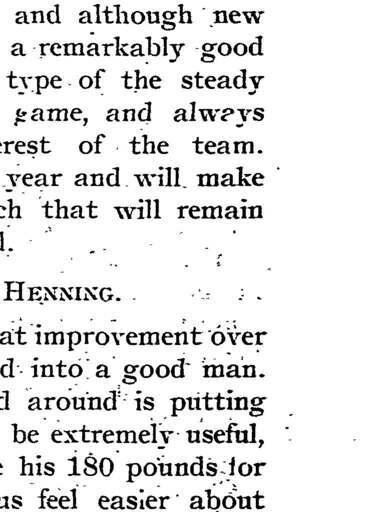 and although new
a remarkably good
type of the steady
game, and always
rest of the team.
year and will make
ch that will remain
d.
HENNING.
at improvement over
d into a good man.
d around is putting
be extremely useful,
e his 180 pounds for
us feel easier about